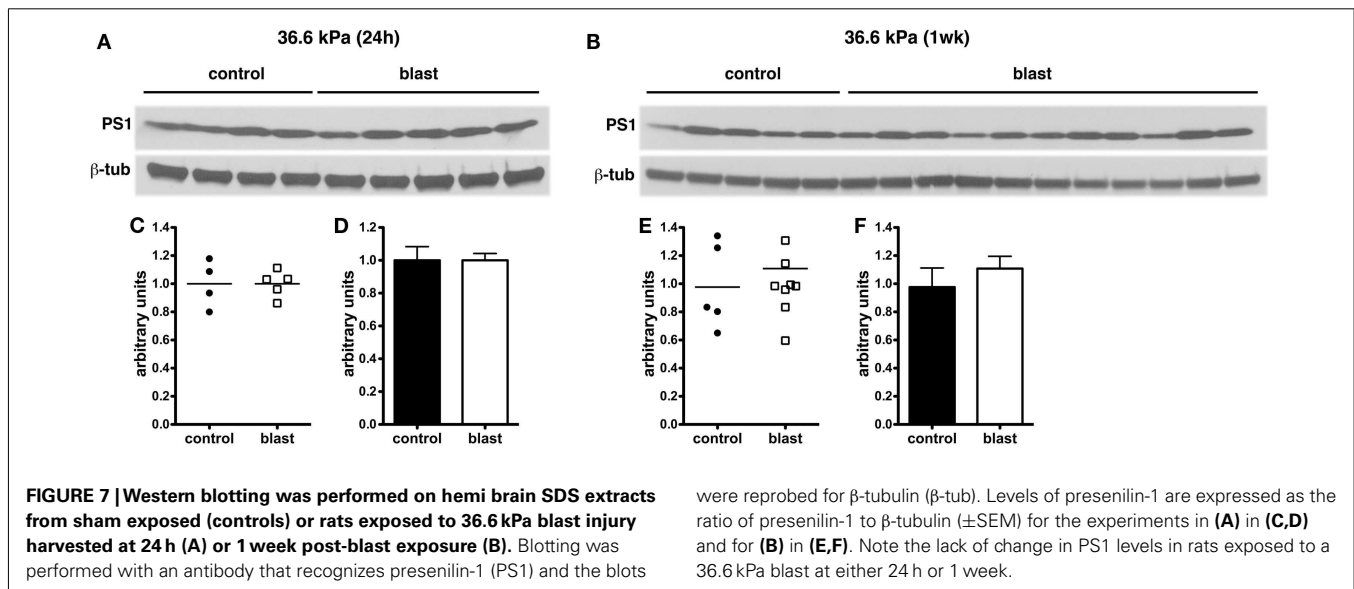 A
36.6 kPa (24h)
control blast
PS1
β-tub
B
36.6 kPa (1wk)
control blast
PS1
β-tub
C
arbitrary units
1.4
1.2
1.0
0.8
0.6
0.4
0.2
0.0
control blast
D
arbitrary units
1.2
1.0
0.8
0.6
0.4
0.2
0.0
control blast
E
arbitrary units
1.4
1.2
1.0
0.8
0.6
0.4
0.2
0.0
control blast
F
arbitrary units
1.4
1.2
1.0
0.8
0.6
0.4
0.2
0.0
control blast
FIGURE 7 | Western blotting was performed on hemi brain SDS extracts
from sham exposed (controls) or rats exposed to 36.6 kPa blast injury
harvested at 24 h (A) or 1 week post-blast exposure (B). Blotting was
performed with an antibody that recognizes presenilin-1 (PS1) and the blots
were reprobed for β-tubulin (β-tub). Levels of presenilin-1 are expressed as the
ratio of presenilin-1 to β-tubulin (±SEM) for the experiments in (A) in (C,D)
and for (B) in (E,F). Note the lack of change in PS1 levels in rats exposed to a
36.6 kPa blast at either 24 h or 1 week.